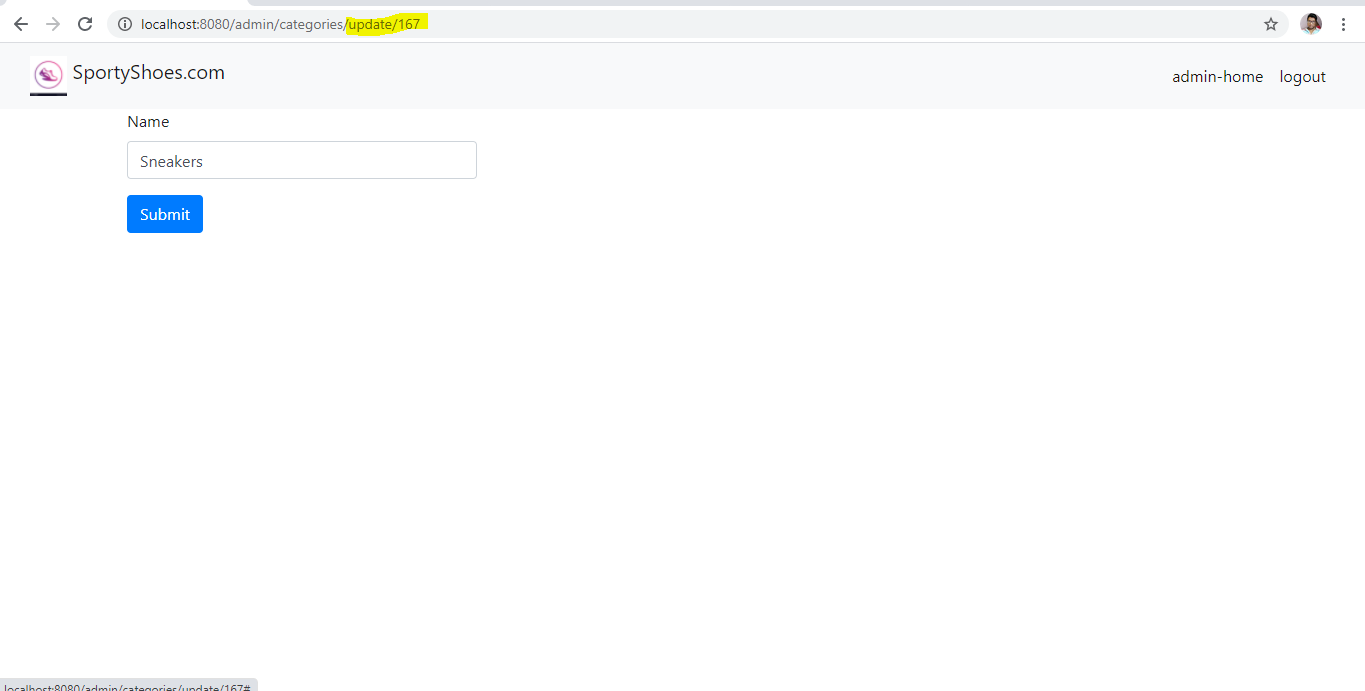 localhost:8080/admin/categories/update/167
SportyShoes.com
admin-home logout
Name
Sneakers
Submit
localhost:8080/admin/categories/update/167#